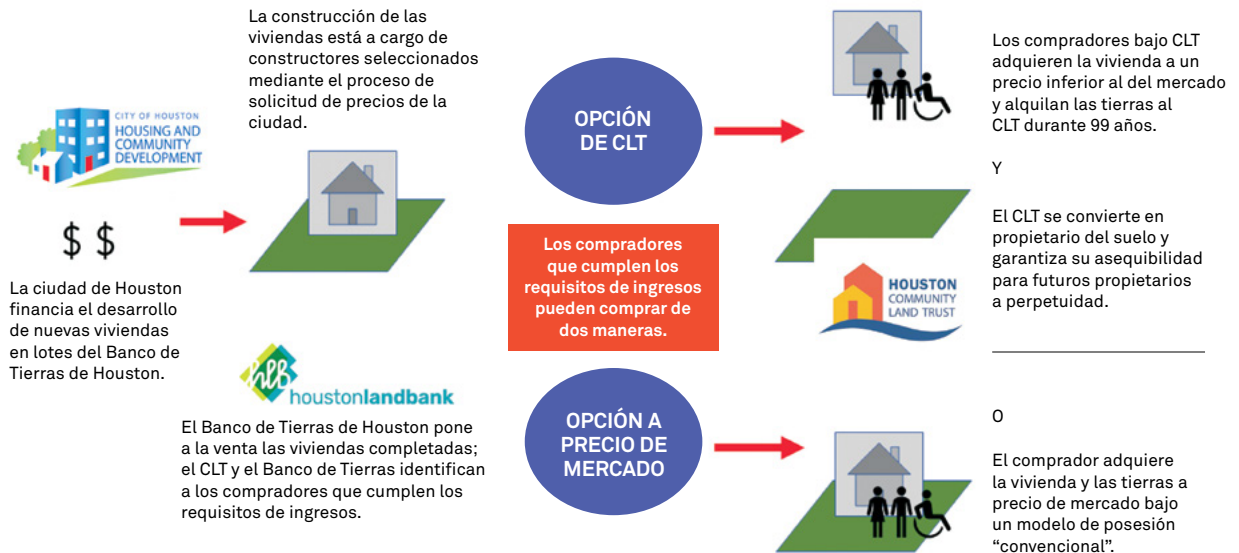 CITY OF HOUSTON
HOUSING AND
COMMUNITY
DEVELOPMENT
$ $
La ciudad de Houston
financia el desarrollo
de nuevas viviendas
en lotes del Banco de
Tierras de Houston.
La construcción de las
viviendas está a cargo de
constructores seleccionados
mediante el proceso de
solicitud de precios de la
ciudad.
hlb
houstonlandbank
El Banco de Tierras de Houston pone
a la venta las viviendas completadas;
el CLT y el Banco de Tierras identifican
a los compradores que cumplen los
requisitos de ingresos.
OPCIÓN
DE CLT
Los compradores
que cumplen los
requisitos de ingresos
pueden comprar de
dos maneras.
OPCIÓN A
PRECIO DE
MERCADO
Los compradores bajo CLT
adquieren la vivienda a un
precio inferior al del mercado
y alquilan las tierras al
CLT durante 99 años.
Y
El CLT se convierte en
propietario del suelo y
garantiza su asequibilidad
para futuros propietarios
a perpetuidad.
HOUSTON
COMMUNITY
LAND TRUST
O
El comprador adquiere
la vivienda y las tierras a
precio de mercado bajo
un modelo de posesión
“convencional”.